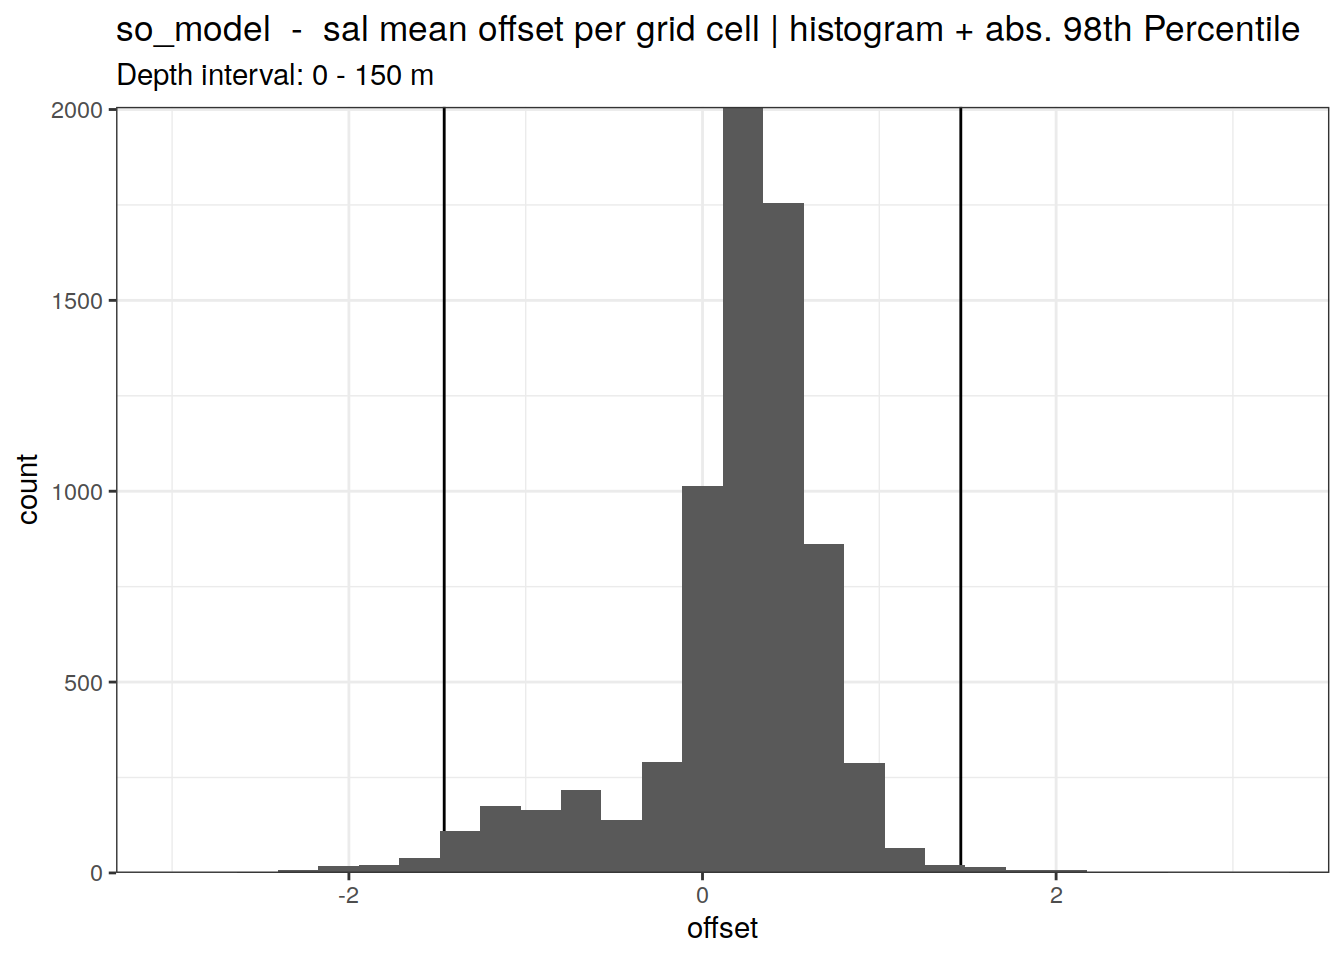 so_model  -  sal mean offset per grid cell | histogram + abs. 98th Percentile
Depth interval: 0 - 150 m
2000
1500
1000
500
0
count
-2
0
2
offset